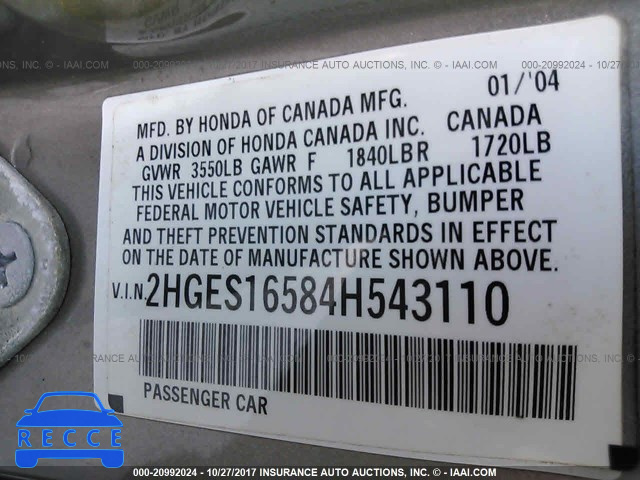 000-20992024 - 10/27/2017 INSURANCE AUTO AUCTIONS, INC. - © IAAI.COM
MFD. BY HONDA OF CANADA MFG. 01/'04
A DIVISION OF HONDA CANADA INC. CANADA
GVWR 3550LB GAWR F 1840LBR 1720LB
THIS VEHICLE CONFORMS TO ALL APPLICABLE
FEDERAL MOTOR VEHICLE SAFETY, BUMPER
AND THEFT PREVENTION STANDARDS IN EFFECT
ON THE DATE OF MANUFACTURE SHOWN ABOVE.
V.I.N. 2HGES16584H543110
PASSENGER CAR
RECCE
000-20992024 - 10/27/2017 INSURANCE AUTO AUCTIONS, INC. - © IAAI.COM